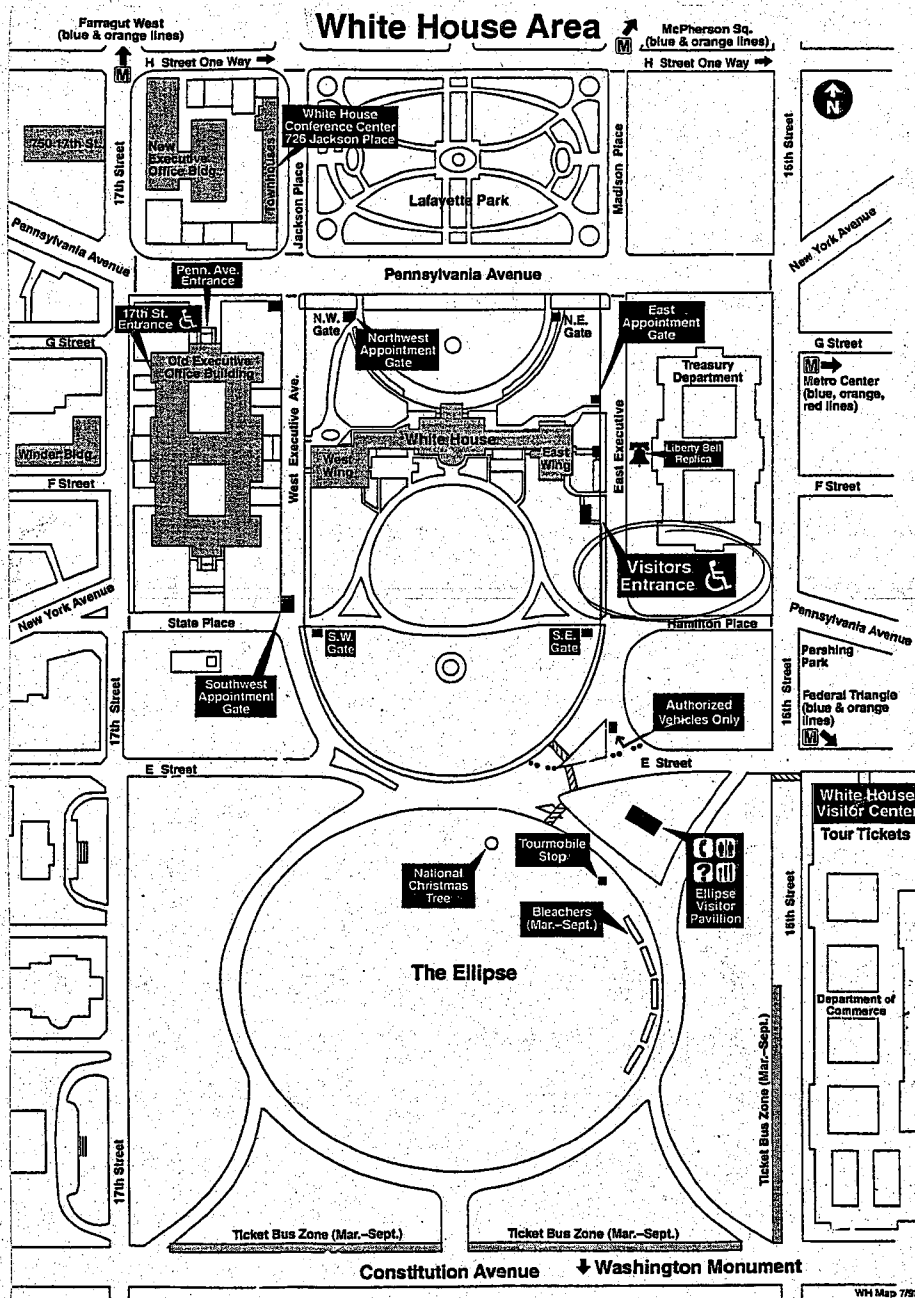 White House Area
Farragut West
(blue & orange lines)
M
McPherson Sq.
(blue & orange lines)
M
H Street One Way
H Street One Way
N
750 17th St.
17th Street
New
Executive
Office Bldg.
Townhouses
White House
Conference Center
726 Jackson Place
Jackson Place
Lafayette Park
Madison Place
15th Street
Pennsylvania Avenue
New York Avenue
Pennsylvania Avenue
Penn. Ave.
Entrance
17th St.
Entrance
N.W.
Gate
Northwest
Appointment
Gate
N.E.
Gate
East
Appointment
Gate
G Street
G Street
Old Executive
Office Building
Treasury
Department
M
Metro Center
(blue, orange,
red lines)
West Executive Ave.
White House
West
Wing
East
Wing
East Executive
Liberty Bell
Replica
Winder Bldg.
F Street
F Street
Visitors
Entrance
New York Avenue
State Place
Hamilton Place
Pennsylvania Avenue
S.W.
Gate
S.E.
Gate
Pershing
Park
Southwest
Appointment
Gate
17th Street
Authorized
Vehicles Only
15th Street
Federal Triangle
(blue & orange
lines)
M
E Street
E Street
White House
Visitor Center
Tour Tickets
National
Christmas
Tree
Tourmobile
Stop
?
Ellipse
Visitor
Pavillion
Bleachers
(Mar.–Sept.)
15th Street
The Ellipse
Department of
Commerce
Ticket Bus Zone (Mar.–Sept.)
17th Street
Ticket Bus Zone (Mar.–Sept.)
Ticket Bus Zone (Mar.–Sept.)
Constitution Avenue
Washington Monument
WH Map